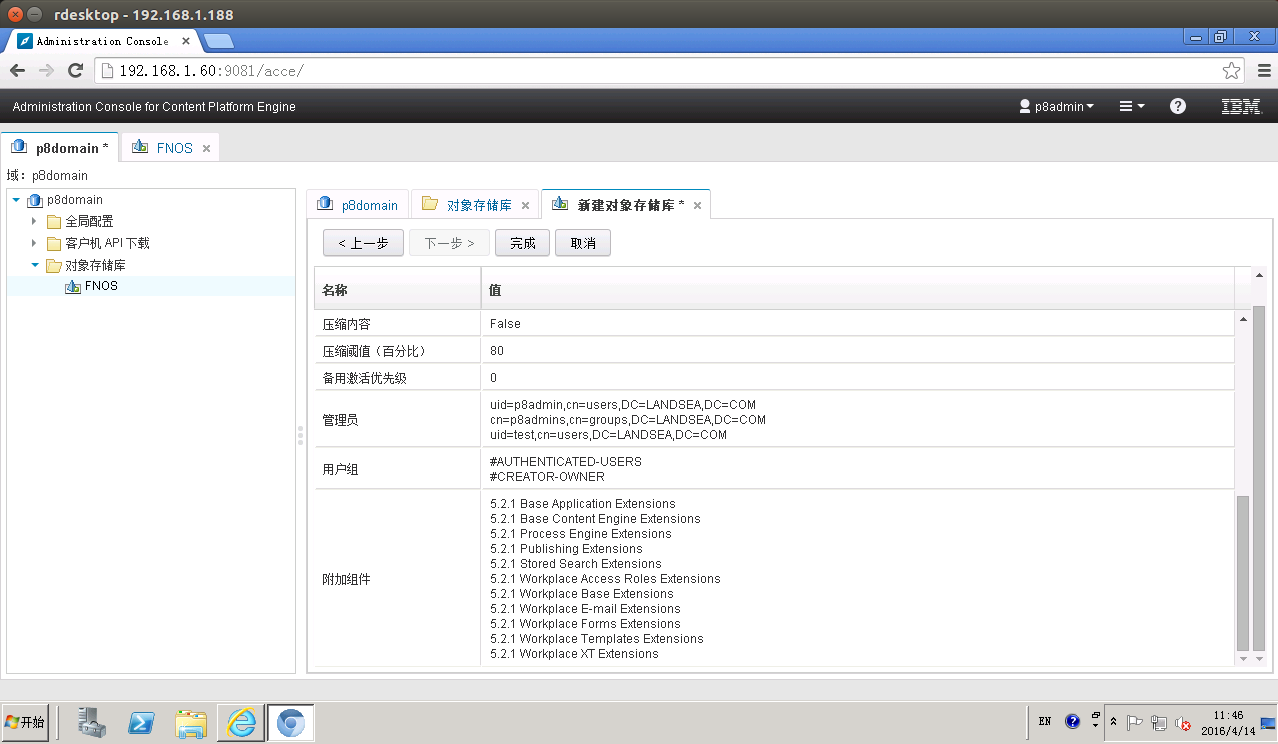 rdesktop - 192.168.1.188
Administration Console
192.168.1.60:9081/acce/
Administration Console for Content Platform Engine
p8admin
IBM
p8domain *
FNOS
域: p8domain
p8domain
全局配置
客户机 API 下载
对象存储库
FNOS
p8domain
对象存储库
新建对象存储库 *
< 上一步
下一步 >
完成
取消
名称
值
压缩内容
False
压缩阈值（百分比）
80
备用激活优先级
0
管理员
uid=p8admin,cn=users,DC=LANDSEA,DC=COM
cn=p8admins,cn=groups,DC=LANDSEA,DC=COM
uid=test,cn=users,DC=LANDSEA,DC=COM
用户组
#AUTHENTICATED-USERS
#CREATOR-OWNER
附加组件
5.2.1 Base Application Extensions
5.2.1 Base Content Engine Extensions
5.2.1 Process Engine Extensions
5.2.1 Publishing Extensions
5.2.1 Stored Search Extensions
5.2.1 Workplace Access Roles Extensions
5.2.1 Workplace Base Extensions
5.2.1 Workplace E-mail Extensions
5.2.1 Workplace Forms Extensions
5.2.1 Workplace Templates Extensions
5.2.1 Workplace XT Extensions
开始
EN
11:46
2016/4/14